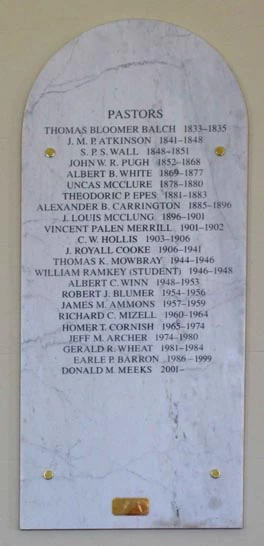 PASTORS
THOMAS BLOOMER BALCH 1833-1835
J. M. P. ATKINSON 1841-1848
S. P. S. WALL 1848-1851
JOHN W. R. PUGH 1852-1868
ALBERT B. WHITE 1869-1877
UNCAS MCCLURE 1878-1880
THEODORIC P. EPES 1881-1883
ALEXANDER B. CARRINGTON 1885-1896
J. LOUIS MCCLUNG 1896-1901
VINCENT PALEN MERRILL 1901-1902
C. W. HOLLIS 1903-1906
J. ROYALL COOKE 1906-1941
THOMAS K. MOWBRAY 1944-1946
WILLIAM RAMKEY (STUDENT) 1946-1948
ALBERT C. WINN 1948-1953
ROBERT J. BLUMER 1954-1956
JAMES M. AMMONS 1957-1959
RICHARD C. MIZELL 1960-1964
HOMER T. CORNISH 1965-1974
JEFF M. ARCHER 1974-1980
GERALD R. WHEAT 1981-1984
EARLE P. BARRON 1986-1999
DONALD M. MEEKS 2001-